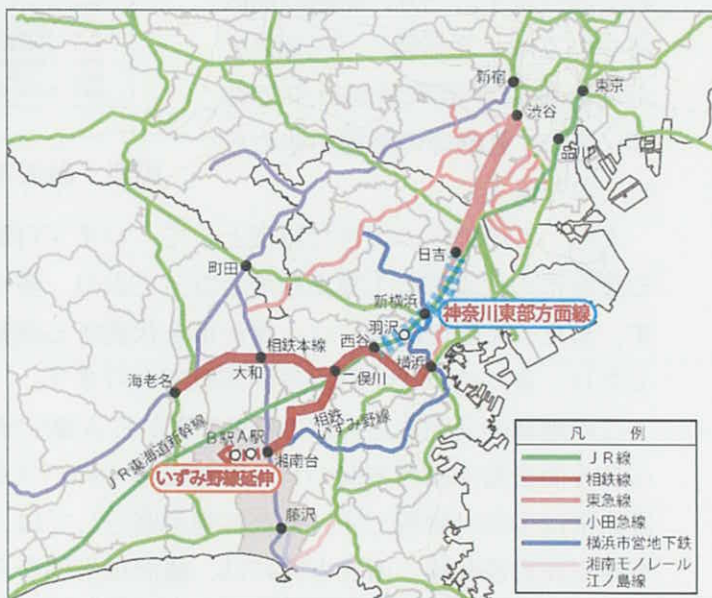 新宿
東京
渋谷
品川
日吉
町田
新横浜
神奈川東部方面線
羽沢
西谷
相鉄本線
横浜
大和
二俣川
海老名
相鉄
いずみ野線
JR東海道新幹線
B駅A駅
湘南台
いずみ野線延伸
藤沢
凡 例
JR線
相鉄線
東急線
小田急線
横浜市営地下鉄
湘南モノレール
江ノ島線